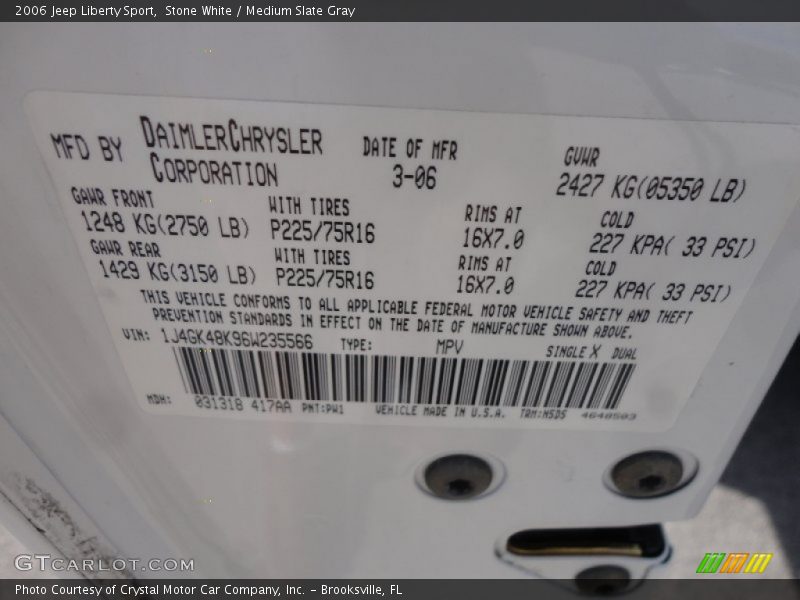 2006 Jeep Liberty Sport,  Stone White / Medium Slate Gray
MFD BY DAIMLERCHRYSLER CORPORATION
DATE OF MFR 3-06
GVWR 2427 KG(05350 LB)
GAWR FRONT WITH TIRES RIMS AT COLD
1248 KG(2750 LB) P225/75R16 16X7.0 227 KPA( 33 PSI)
GAWR REAR WITH TIRES RIMS AT COLD
1429 KG(3150 LB) P225/75R16 16X7.0 227 KPA( 33 PSI)
THIS VEHICLE CONFORMS TO ALL APPLICABLE FEDERAL MOTOR VEHICLE SAFETY AND THEFT
PREVENTION STANDARDS IN EFFECT ON THE DATE OF MANUFACTURE SHOWN ABOVE.
VIN: 1J4GK48K96W235566 TYPE: MPV SINGLE X DUAL
MDH: 031318 417AA PNT:PW1 VEHICLE MADE IN U.S.A. TRM:M5D5 4648503
GTCARLOT.COM
Photo Courtesy of Crystal Motor Car Company, Inc. – Brooksville, FL